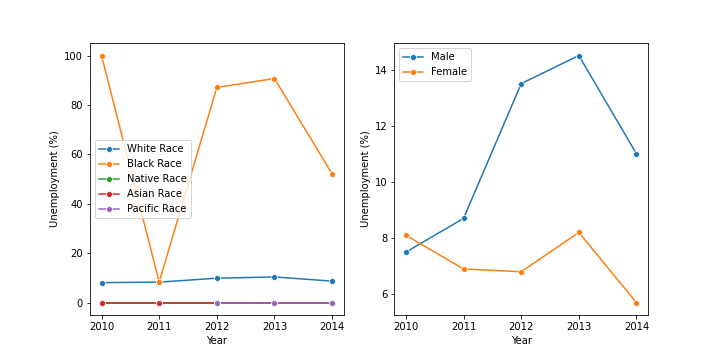 100
80
60
40
20
0
Unemployment (%)
White Race
Black Race
Native Race
Asian Race
Pacific Race
2010 2011 2012 2013 2014
Year
14
12
10
8
6
Unemployment (%)
Male
Female
2010 2011 2012 2013 2014
Year